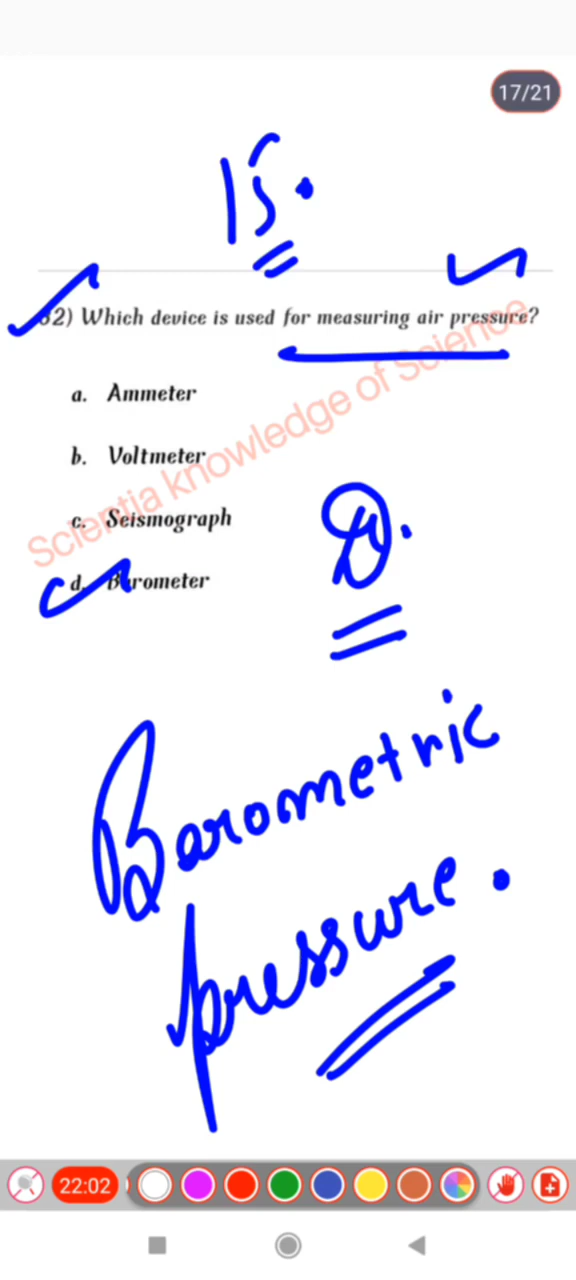 17/21
15.
2) Which device is used for measuring air pressure?
a. Ammeter
b. Voltmeter
c. Seismograph
d. Barometer
D.
Scientia knowledge of Science
Barometric
pressure.
22:02